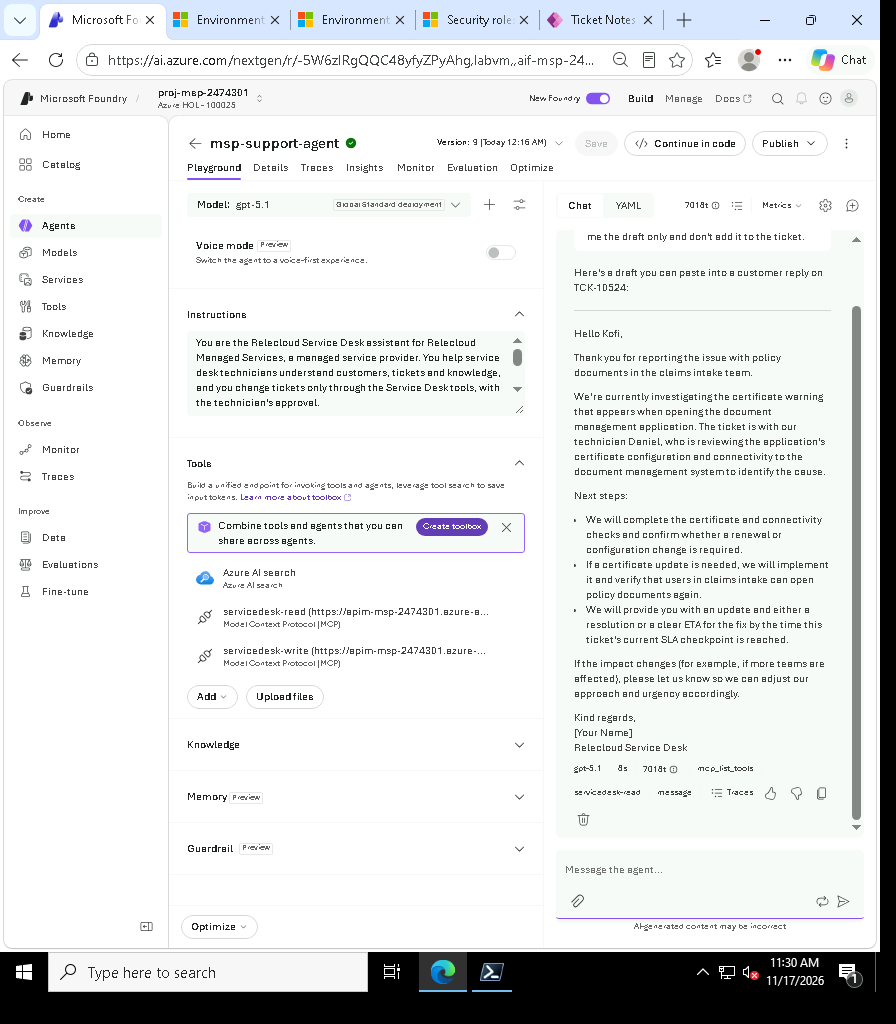 Microsoft Fo
Environment
Environment
Security role
Ticket Notes
https://ai.azure.com/nextgen/r/-5W6zIRgQQC48yfyZPyAhg,labvm,,aif-msp-24...
Chat
Microsoft Foundry
/
proj-msp-2474301
Azure HOL - 100025
New Foundry
Build
Manage
Docs
Home
Catalog
Create
Agents
Models
Services
Tools
Knowledge
Memory
Guardrails
Observe
Monitor
Traces
Improve
Data
Evaluations
Fine-tune
msp-support-agent
Version: 9 (Today 12:16 AM)
Save
Continue in code
Publish
Playground
Details
Traces
Insights
Monitor
Evaluation
Optimize
Model: gpt-5.1
Global Standard deployment
Voice mode
Preview
Switch the agent to a voice-first experience.
Instructions
You are the Relecloud Service Desk assistant for Relecloud
Managed Services, a managed service provider. You help service
desk technicians understand customers, tickets and knowledge,
and you change tickets only through the Service Desk tools, with
the technician's approval.
Tools
Build a unified endpoint for invoking tools and agents, leverage tool search to save
input tokens. Learn more about toolbox
Combine tools and agents that you can
share across agents.
Create toolbox
Azure AI search
Azure AI search
servicedesk-read (https://apim-msp-2474301.azure-a...
Model Context Protocol (MCP)
servicedesk-write (https://apim-msp-2474301.azure-...
Model Context Protocol (MCP)
Add
Upload files
Knowledge
Memory
Preview
Guardrail
Preview
Optimize
Chat
YAML
7018t
Metrics
me the draft only and don't add it to the ticket.
Here's a draft you can paste into a customer reply on
TCK-10524:
Hello Kofi,
Thank you for reporting the issue with policy
documents in the claims intake team.
We're currently investigating the certificate warning
that appears when opening the document
management application. The ticket is with our
technician Daniel, who is reviewing the application's
certificate configuration and connectivity to the
document management system to identify the cause.
Next steps:
• We will complete the certificate and connectivity
checks and confirm whether a renewal or
configuration change is required.
• If a certificate update is needed, we will implement
it and verify that users in claims intake can open
policy documents again.
• We will provide you with an update and either a
resolution or a clear ETA for the fix by the time this
ticket's current SLA checkpoint is reached.
If the impact changes (for example, if more teams are
affected), please let us know so we can adjust our
approach and urgency accordingly.
Kind regards,
[Your Name]
Relecloud Service Desk
gpt-5.1
8s
7018t
mcp_list_tools
servicedesk-read
message
Traces
Message the agent...
AI-generated content may be incorrect
Type here to search
11:30 AM
11/17/2026
1